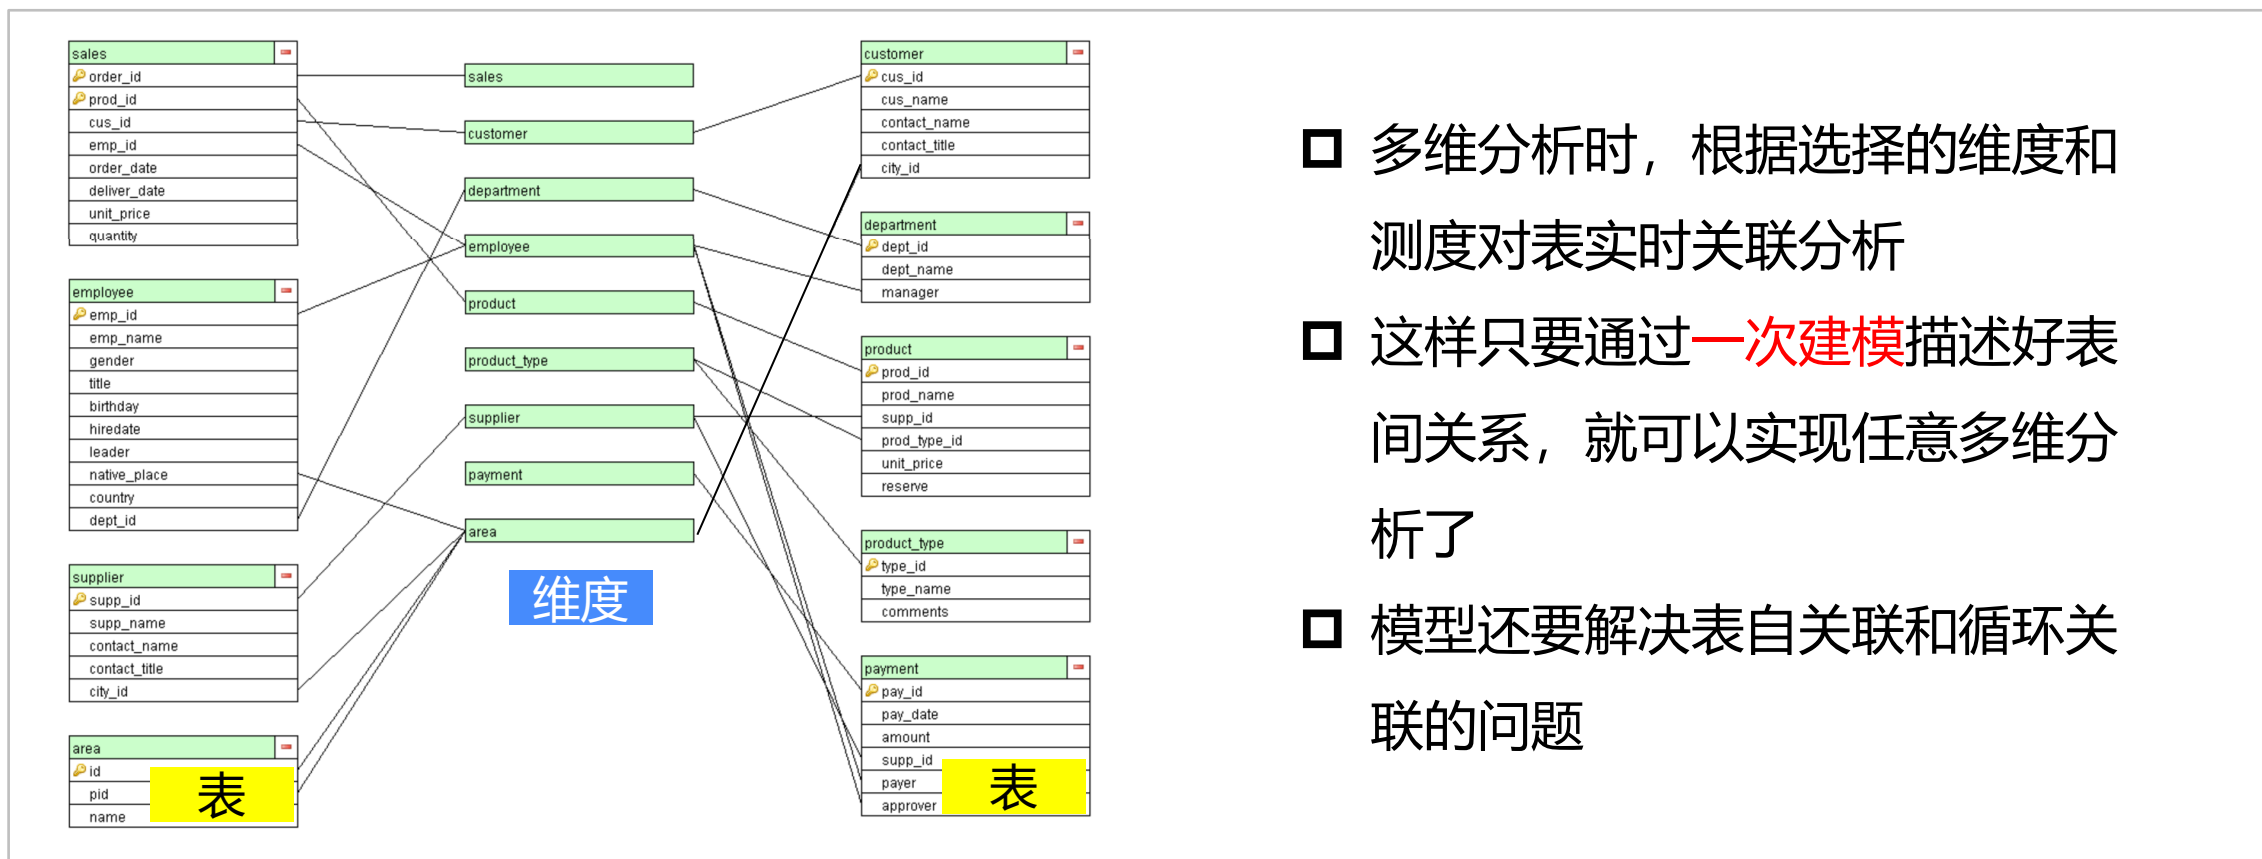 sales
order_id
prod_id
cus_id
emp_id
order_date
deliver_date
unit_price
quantity
employee
emp_id
emp_name
gender
title
birthday
hiredate
leader
native_place
country
dept_id
supplier
supp_id
supp_name
contact_name
contact_title
city_id
area
id
pid
name
表
sales
customer
department
employee
product
product_type
supplier
payment
area
维度
customer
cus_id
cus_name
contact_name
contact_title
city_id
department
dept_id
dept_name
manager
product
prod_id
prod_name
supp_id
prod_type_id
unit_price
reserve
product_type
type_id
type_name
comments
payment
pay_id
pay_date
amount
supp_id
payer
approver
表
多维分析时，根据选择的维度和
测度对表实时关联分析
这样只要通过一次建模描述好表
间关系，就可以实现任意多维分
析了
模型还要解决表自关联和循环关
联的问题